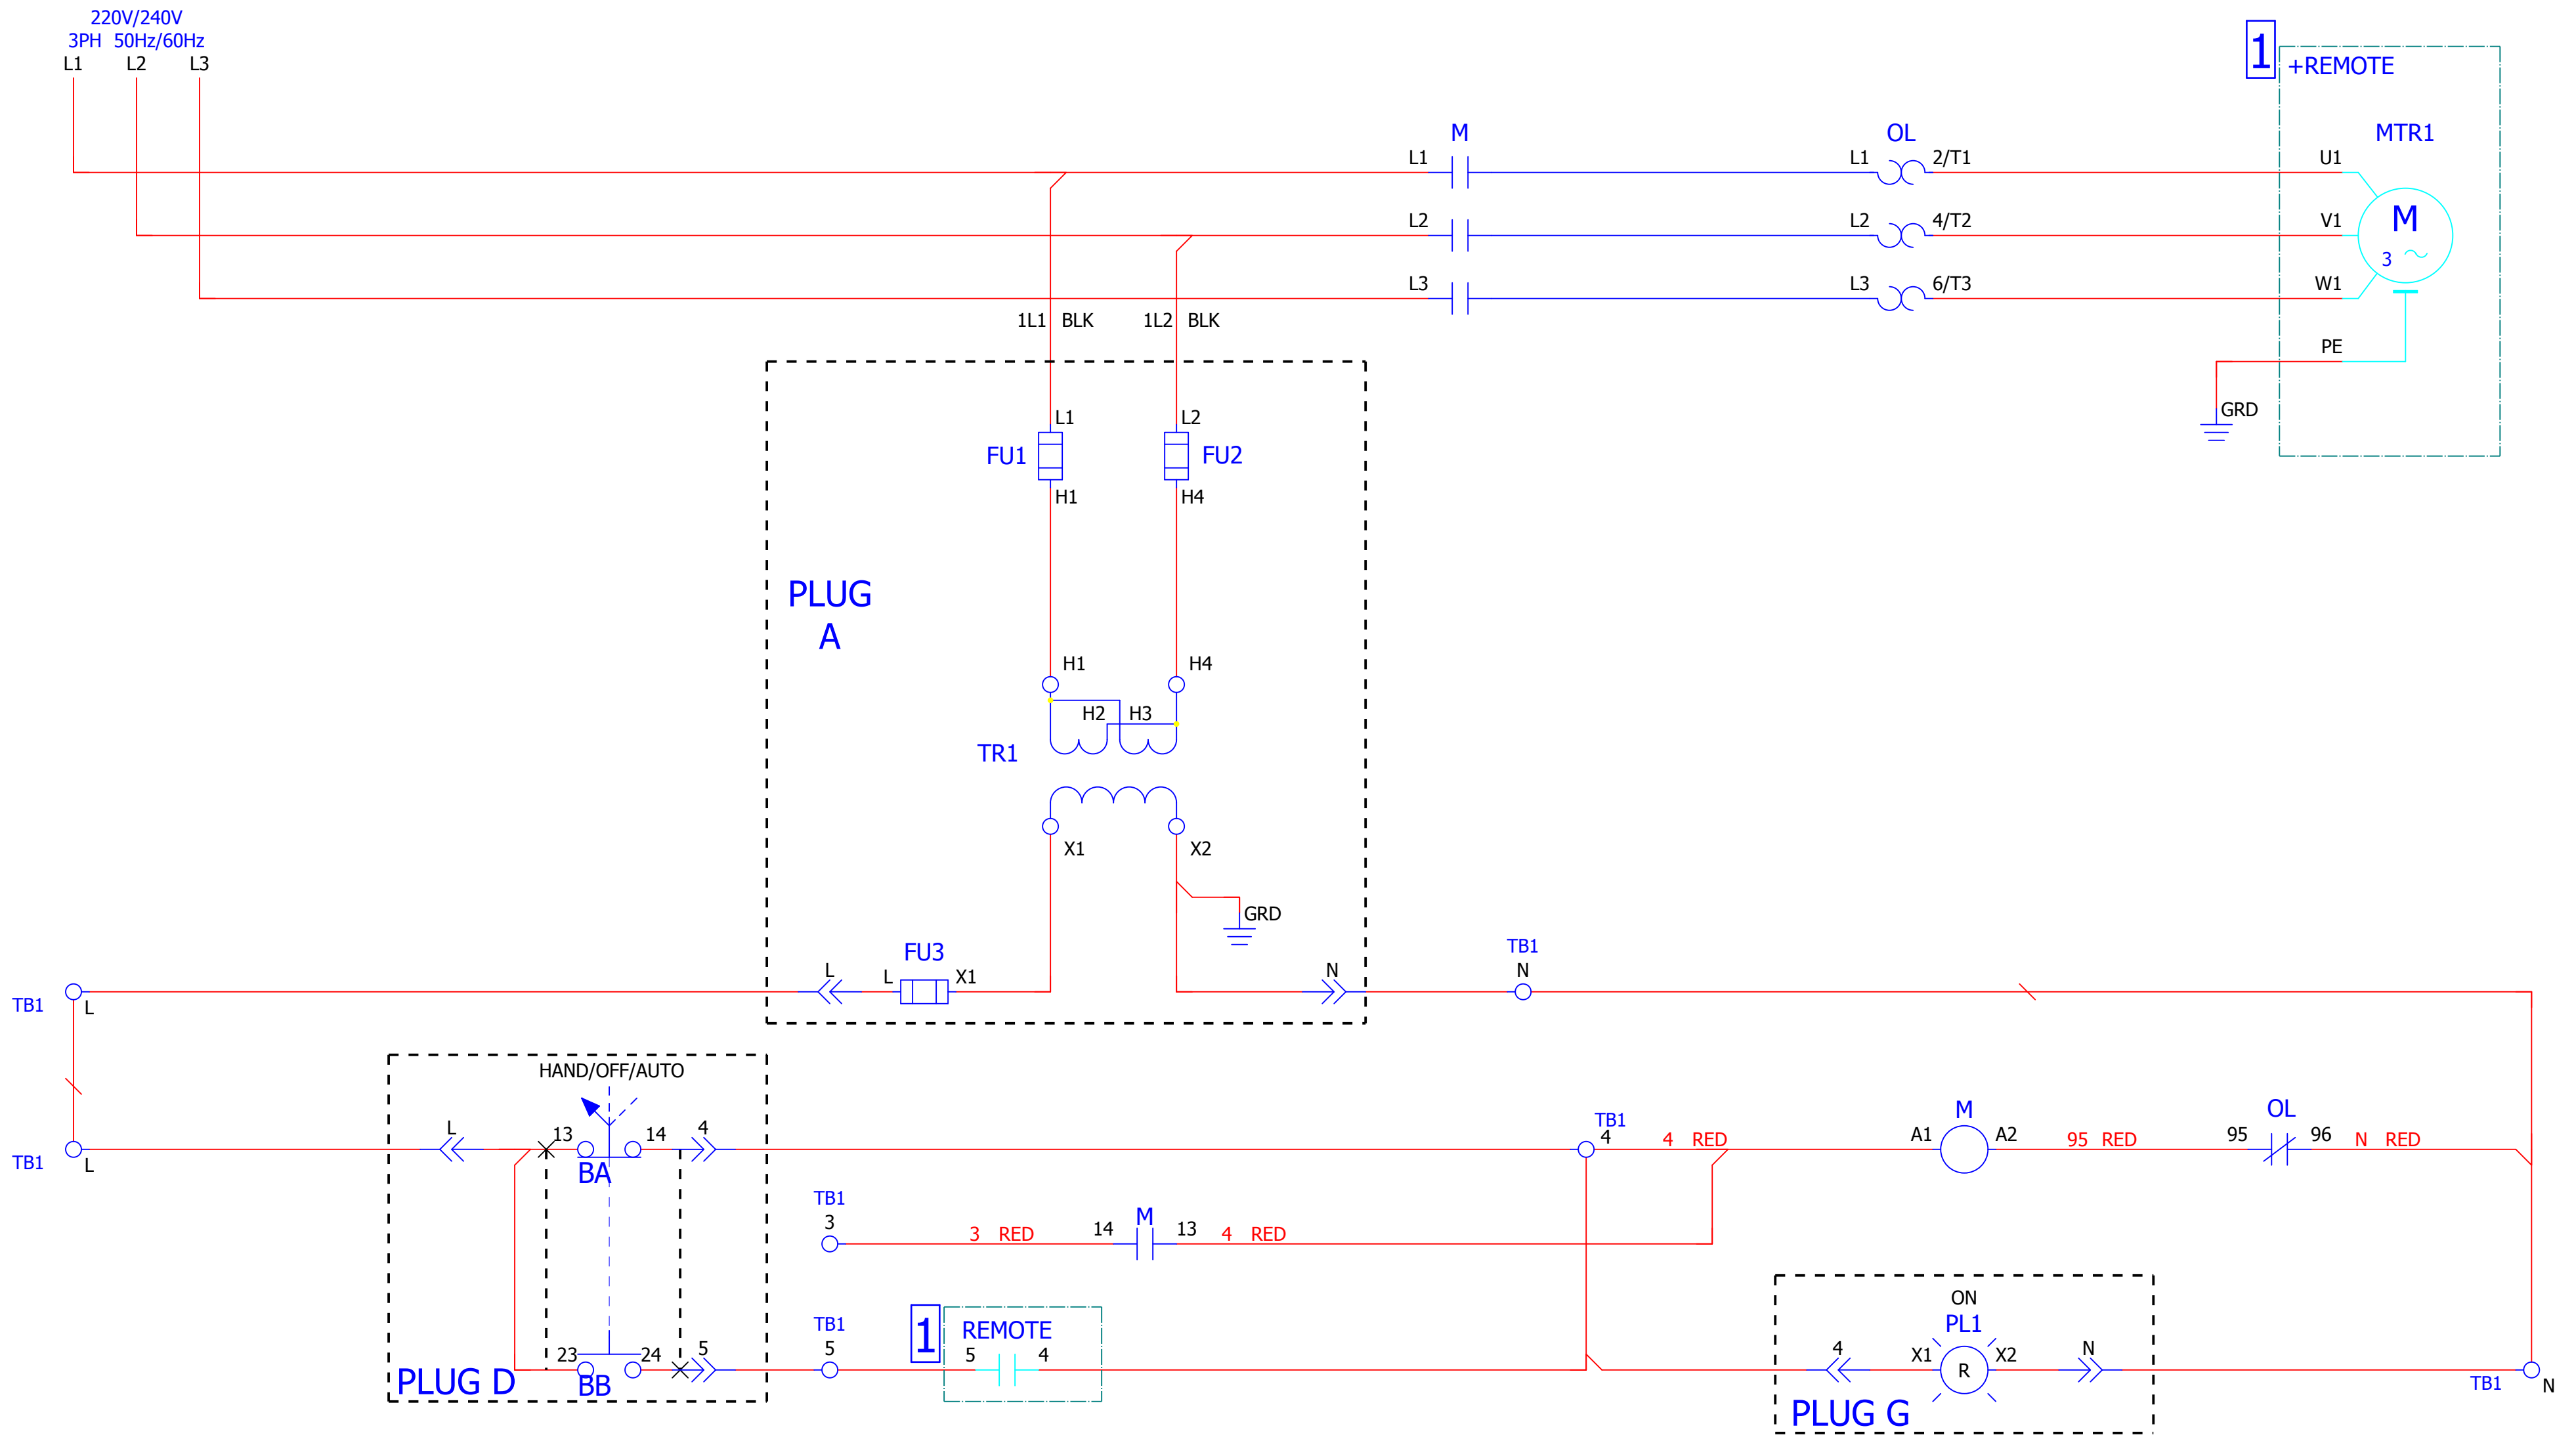 220V/240V
3PH 50Hz/60Hz
L1 L2 L3
1
+REMOTE
M OL MTR1
L1 L1 2/T1 U1
L2 L2 4/T2 V1
M
3
L3 L3 6/T3 W1
1L1 BLK 1L2 BLK
PE
GRD
L1 L2
FU1 FU2
H1 H4
PLUG
A
H1 H4
H2 H3
TR1
X1 X2
GRD
FU3
L L X1 N
TB1
N
TB1 L
HAND/OFF/AUTO
TB1 L
L 13 14 4
BA
TB1
4
4 RED
M
A1 A2
95 RED
OL
95 96
N RED
TB1
3
3 RED
M
14 13
4 RED
TB1
5
1
REMOTE
5 4
23 24 5
BB
PLUG D
ON
PL1
4 X1 R X2 N
PLUG G
TB1 N